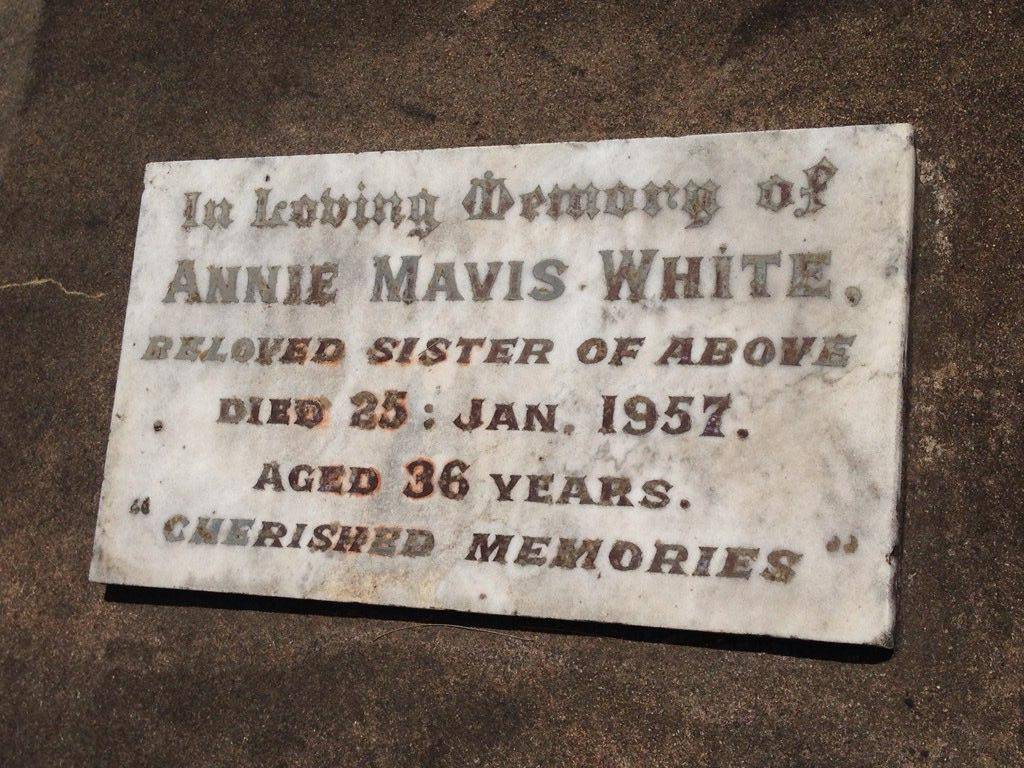 In Loving Memory of
ANNIE MAVIS WHITE.
BELOVED SISTER OF ABOVE
DIED 25: JAN. 1957.
AGED 36 YEARS.
"CHERISHED MEMORIES"